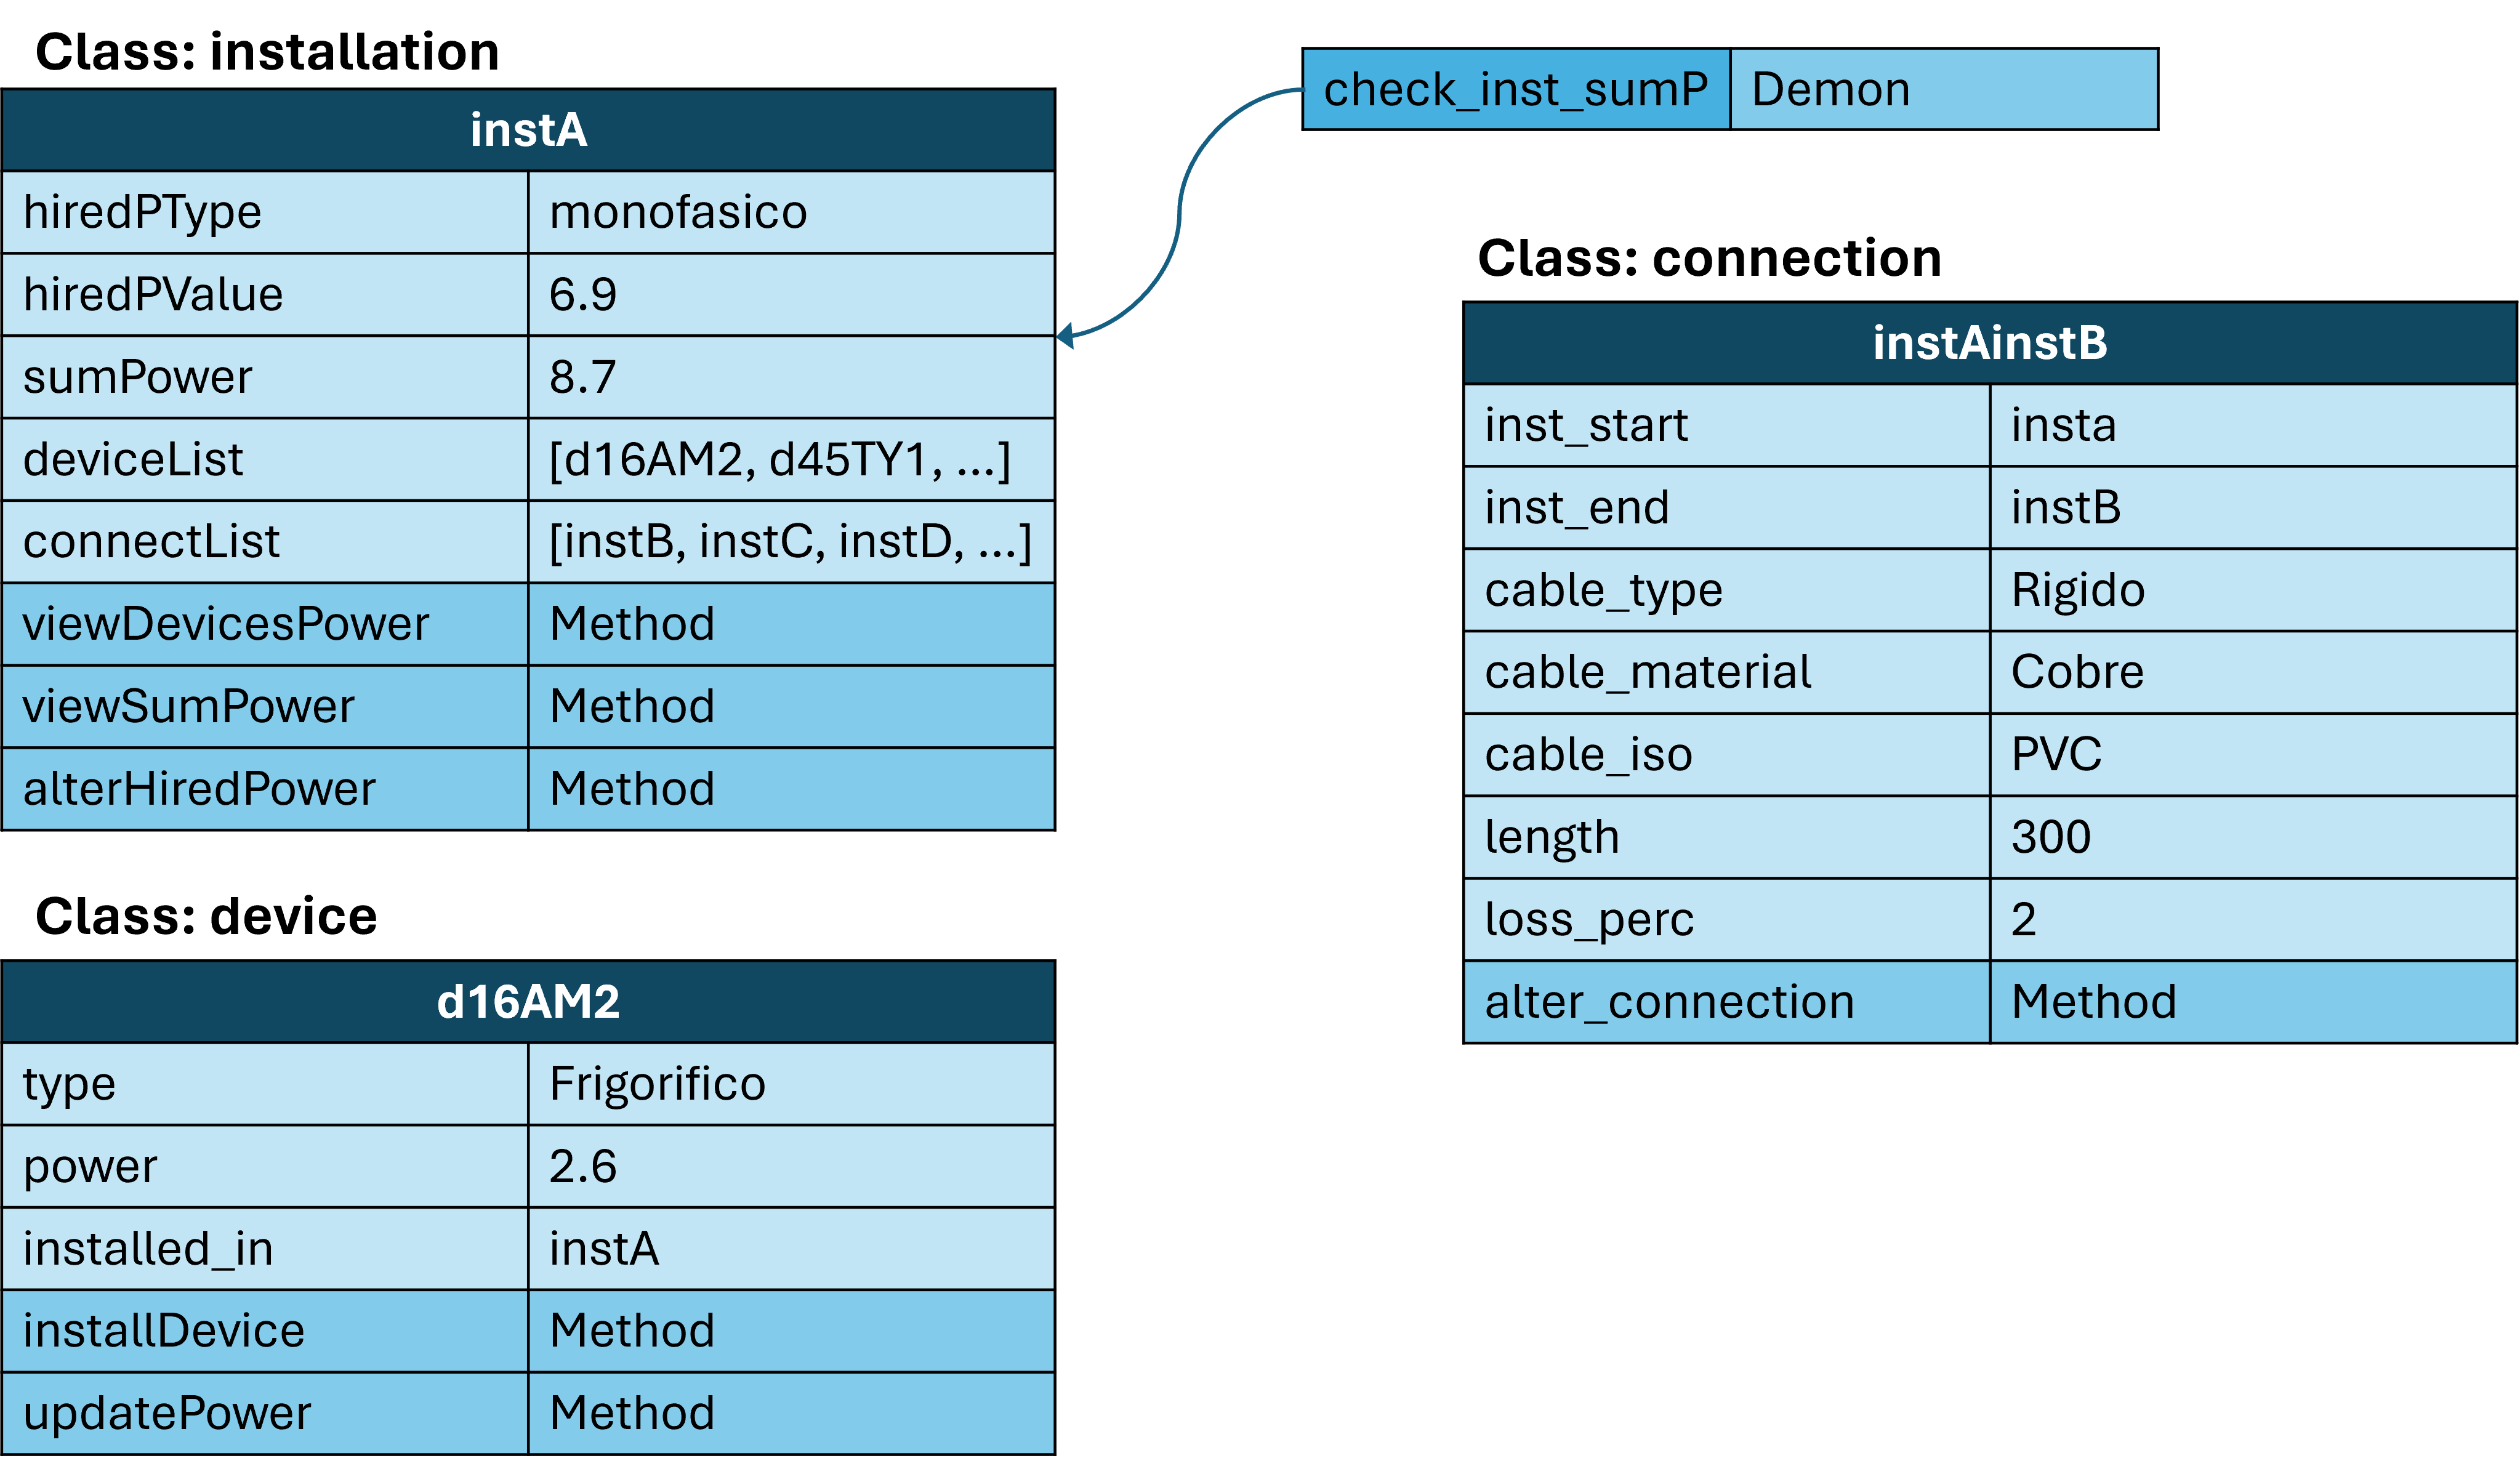 Class: installation
instA
hiredPType monofasico
hiredPValue 6.9
sumPower 8.7
deviceList [d16AM2, d45TY1, ...]
connectList [instB, instC, instD, ...]
viewDevicesPower Method
viewSumPower Method
alterHiredPower Method
check_inst_sumP Demon
Class: connection
instAinstB
inst_start insta
inst_end instB
cable_type Rigido
cable_material Cobre
cable_iso PVC
length 300
loss_perc 2
alter_connection Method
Class: device
d16AM2
type Frigorifico
power 2.6
installed_in instA
installDevice Method
updatePower Method